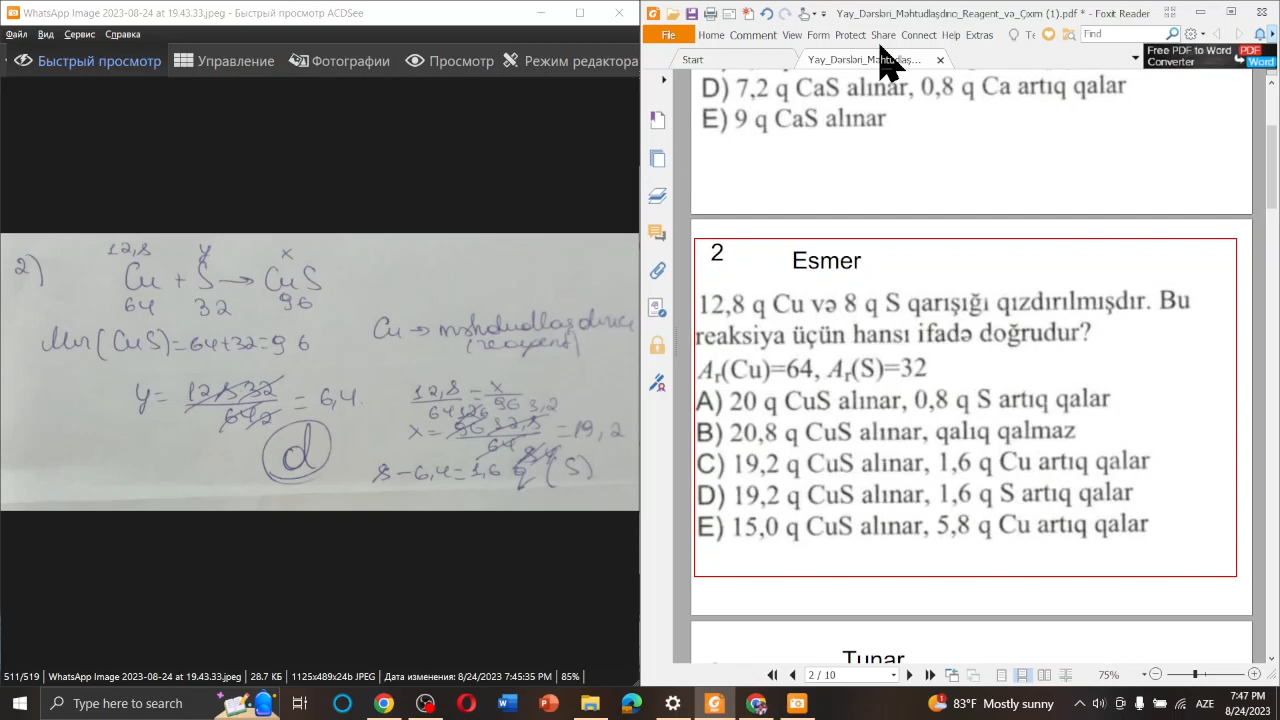 WhatsApp Image 2023-08-24 at 19.43.33.jpeg - Быстрый просмотр ACDSee
Файл Вид Сервис Справка
Быстрый просмотр Управление Фотографии Просмотр Режим редактора
2)
12,8 y x
Cu + S → CuS
64 32 96
Mr(CuS)=64+32=96
Cu → məhdudlaşdırıcı
(reagent)
y= 12,8·32 / 64 = 6,4
12,8/64 = x/96
x= 96·12,8 / 64 = 19,2
8-6,4=1,6 q (S)
d
511/519 WhatsApp Image 2023-08-24 at 19.43.33.jpeg
Дата изменения: 8/24/2023 7:45:35 PM 85%
Yay_Dərsləri_Məhtudlaşdırıcı_Reagent_və_Çıxım (1).pdf - Foxit Reader
File Home Comment View Form Protect Share Connect Help Extras Te Find
Start Yay_Dərsləri_Məhtudlaş...
Free PDF to Word Converter
PDF
Word
D) 7,2 q CaS alınar, 0,8 q Ca artıq qalar
E) 9 q CaS alınar
2 Esmer
12,8 q Cu və 8 q S qarışığı qızdırılmışdır. Bu
reaksiya üçün hansı ifadə doğrudur?
Ar(Cu)=64, Ar(S)=32
A) 20 q CuS alınar, 0,8 q S artıq qalar
B) 20,8 q CuS alınar, qalıq qalmaz
C) 19,2 q CuS alınar, 1,6 q Cu artıq qalar
D) 19,2 q CuS alınar, 1,6 q S artıq qalar
E) 15,0 q CuS alınar, 5,8 q Cu artıq qalar
Tunar
2 / 10 75%
Type here to search
83°F Mostly sunny AZE
7:47 PM
8/24/2023